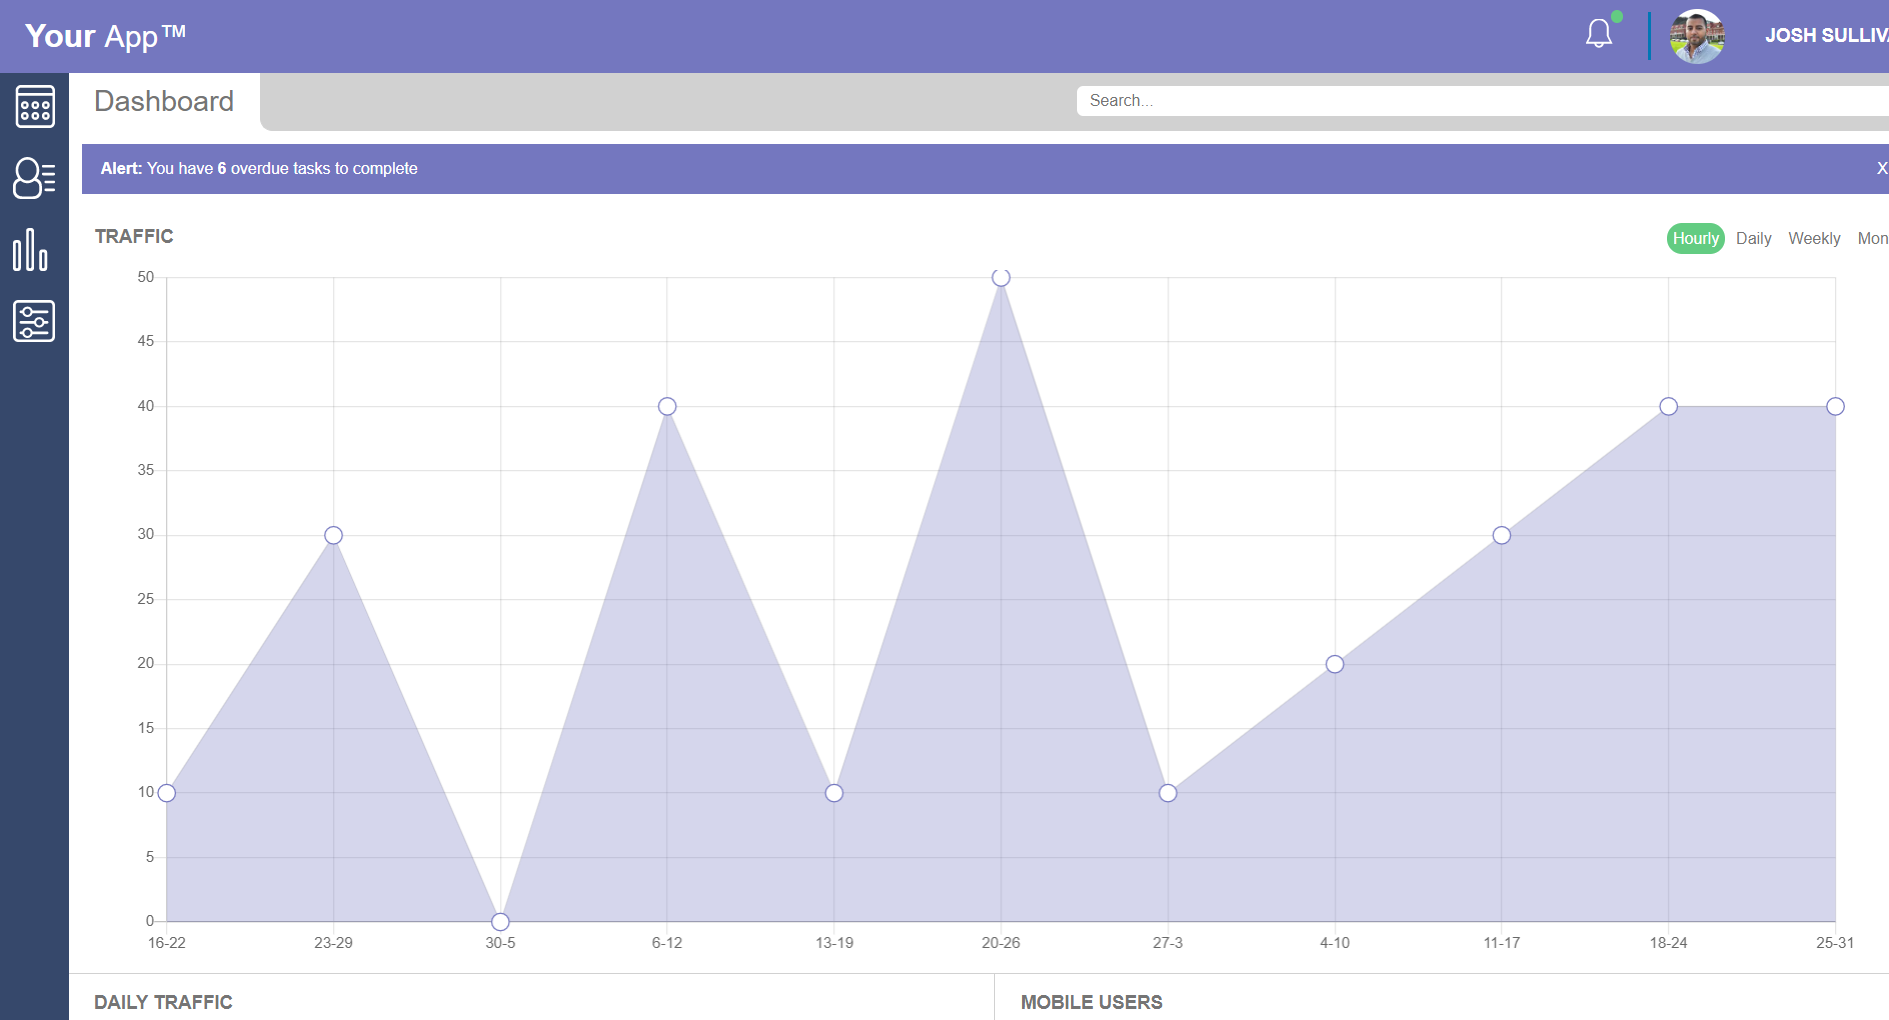 Your App™
JOSH SULLIV
Dashboard
Search...
Alert: You have 6 overdue tasks to complete
X
TRAFFIC
Hourly Daily Weekly Mon
50
45
40
35
30
25
20
15
10
5
0
16-22 23-29 30-5 6-12 13-19 20-26 27-3 4-10 11-17 18-24 25-31
DAILY TRAFFIC
MOBILE USERS